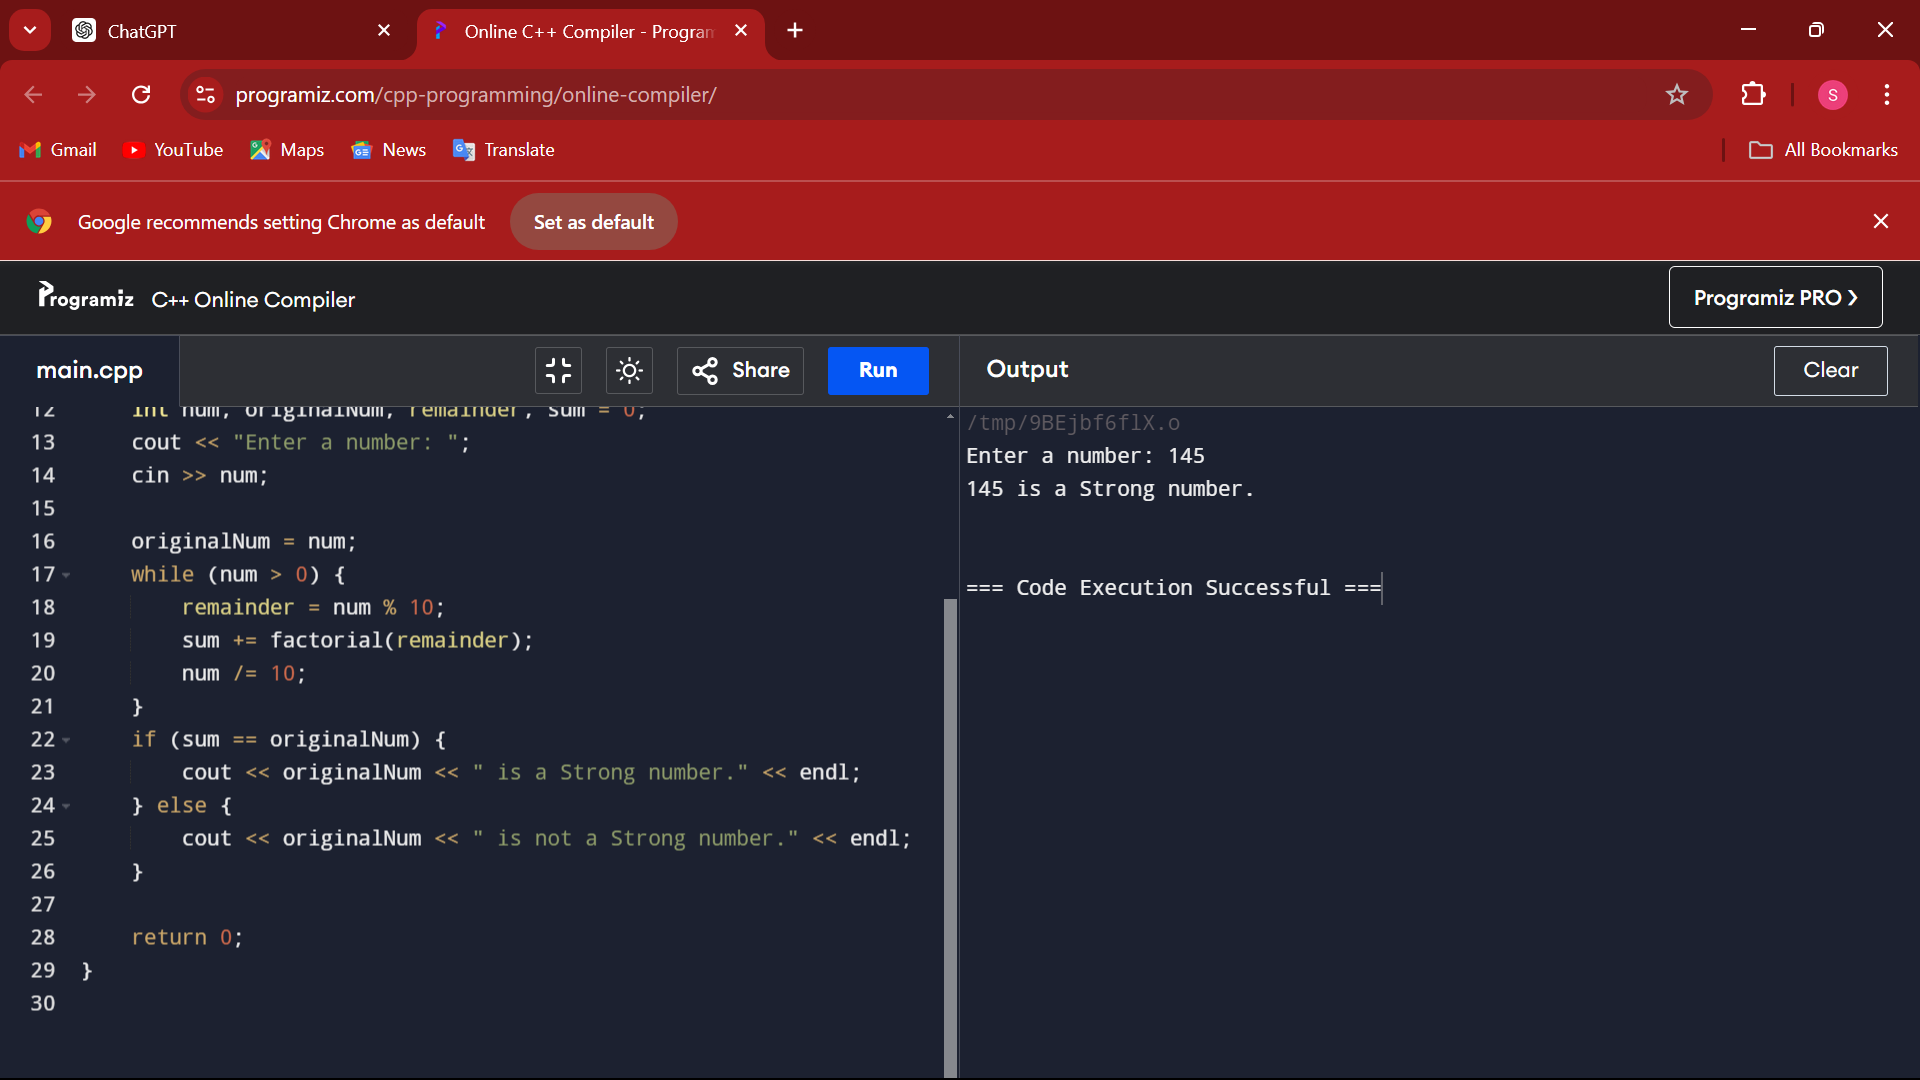 ChatGPT
Online C++ Compiler - Program
programiz.com/cpp-programming/online-compiler/
S
Gmail
YouTube
Maps
News
Translate
All Bookmarks
Google recommends setting Chrome as default
Set as default
Programiz
C++ Online Compiler
Programiz PRO ❯
main.cpp
Share
Run
Output
Clear
12     int num, originalNum, remainder, sum = 0;
13     cout << "Enter a number: ";
14     cin >> num;
15
16     originalNum = num;
17     while (num > 0) {
18         remainder = num % 10;
19         sum += factorial(remainder);
20         num /= 10;
21     }
22     if (sum == originalNum) {
23         cout << originalNum << " is a Strong number." << endl;
24     } else {
25         cout << originalNum << " is not a Strong number." << endl;
26     }
27
28     return 0;
29 }
30
/tmp/9BEjbf6flX.o
Enter a number: 145
145 is a Strong number.
=== Code Execution Successful ===